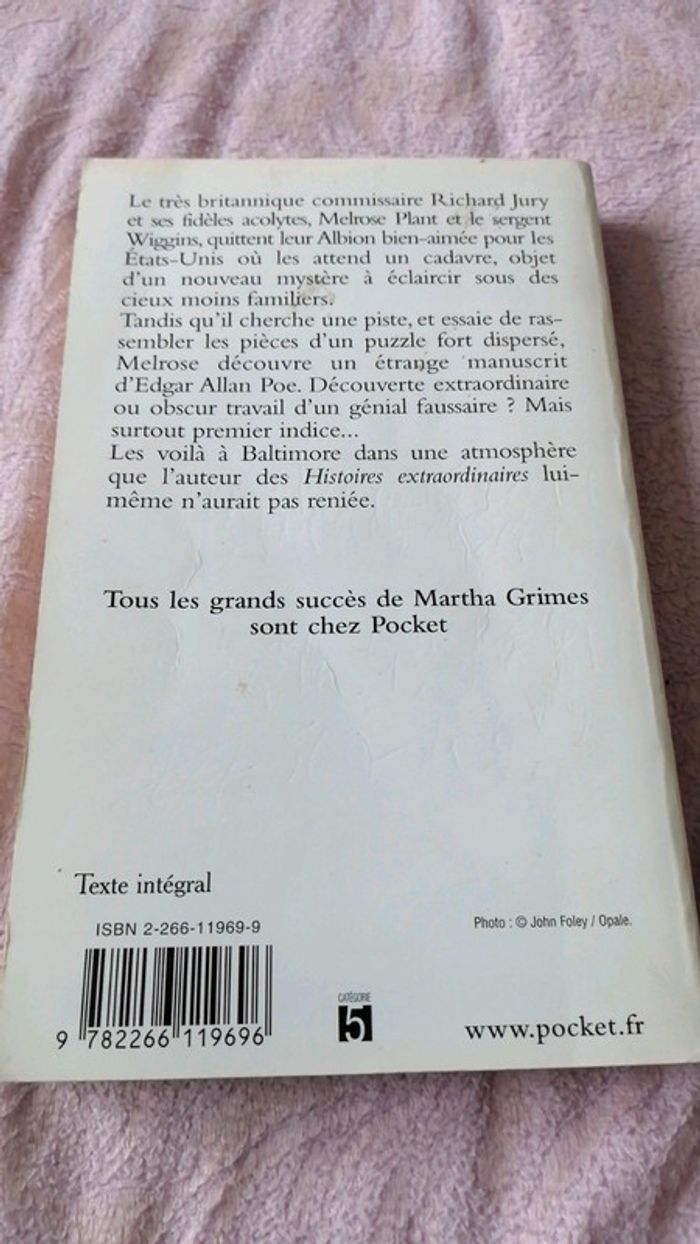 Le très britannique commissaire Richard Jury
et ses fidèles acolytes, Melrose Plant et le sergent
Wiggins, quittent leur Albion bien-aimée pour les
États-Unis où les attend un cadavre, objet
d'un nouveau mystère à éclaircir sous des
cieux moins familiers.
Tandis qu'il cherche une piste, et essaie de ras-
sembler les pièces d'un puzzle fort dispersé,
Melrose découvre un étrange manuscrit
d'Edgar Allan Poe. Découverte extraordinaire
ou obscur travail d'un génial faussaire ? Mais
surtout premier indice...
Les voilà à Baltimore dans une atmosphère
que l'auteur des Histoires extraordinaires lui-
même n'aurait pas reniée.
Tous les grands succès de Martha Grimes
sont chez Pocket
Texte intégral
ISBN 2-266-11969-9
Photo : © John Foley / Opale.
9 782266 119696
CATÉGORIE
5
www.pocket.fr